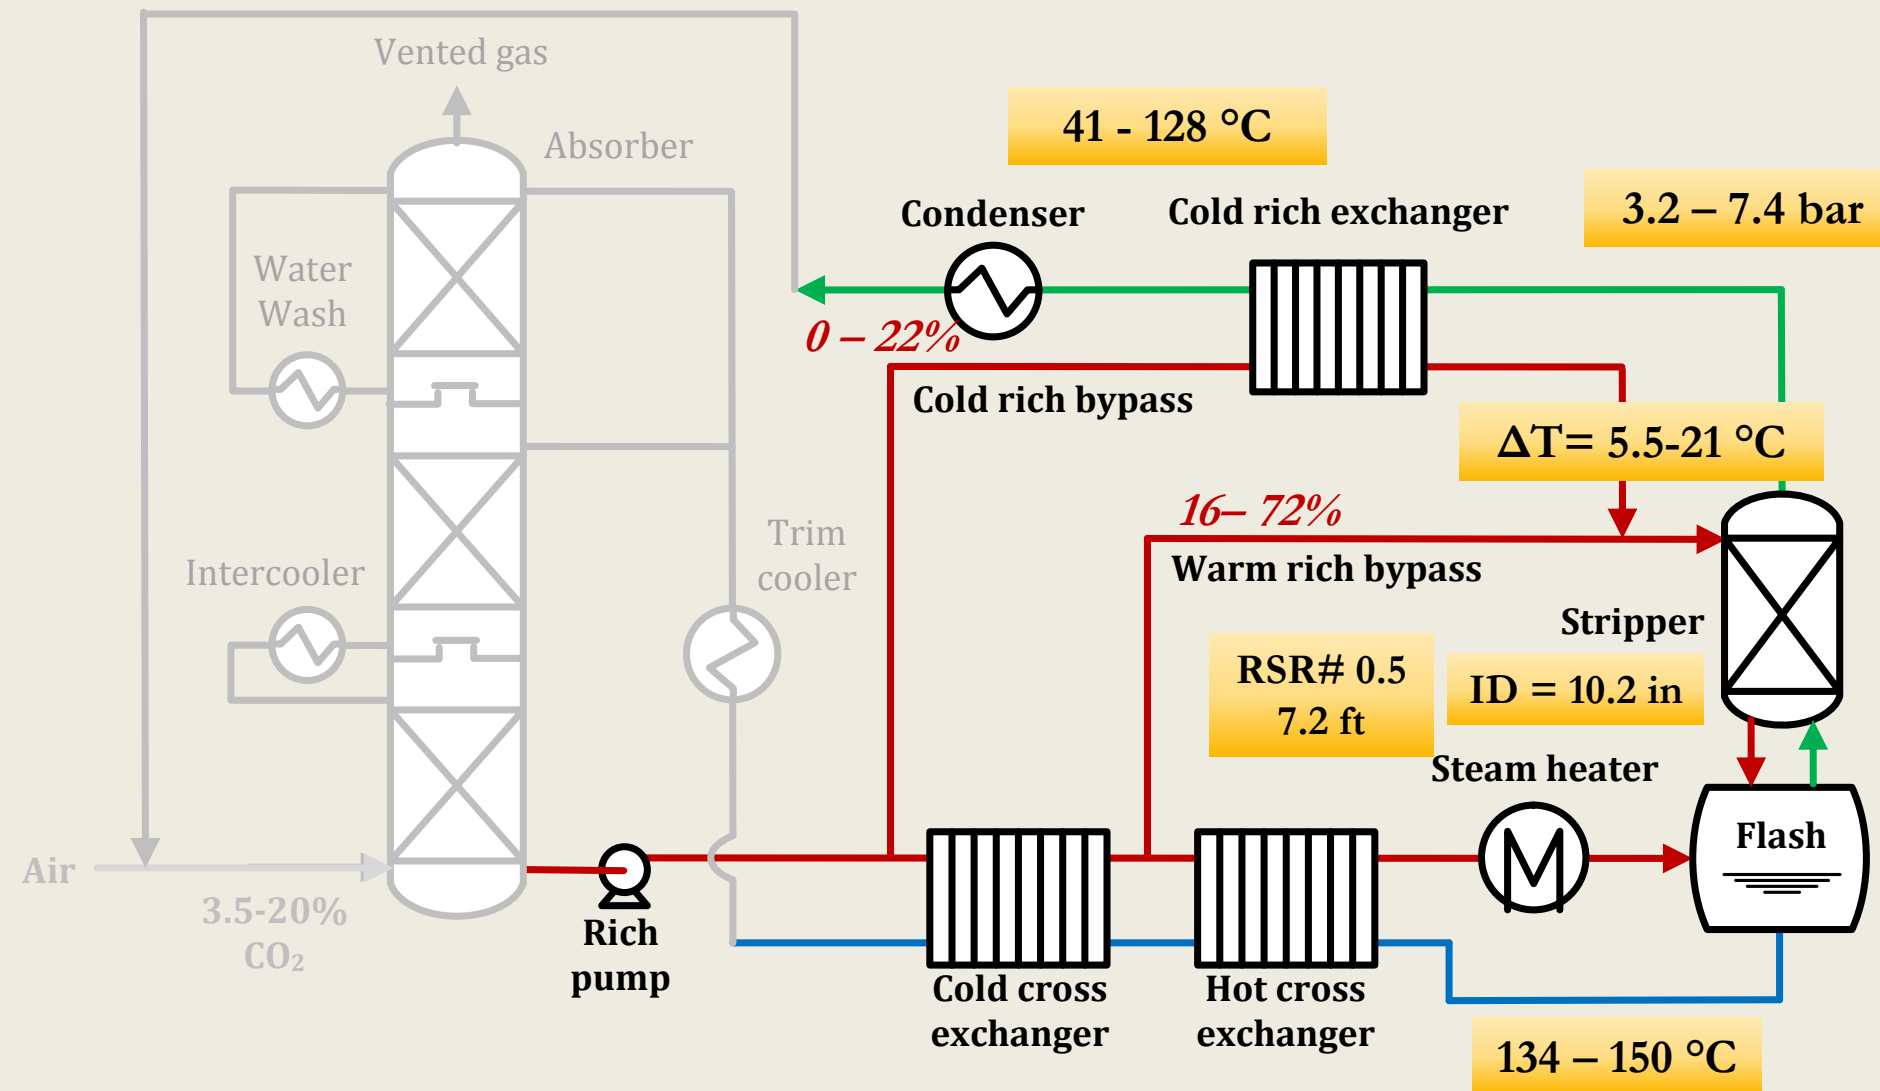 Vented gas
Absorber
41 - 128 °C
3.2 – 7.4 bar
Condenser
Cold rich exchanger
Water
Wash
0 – 22%
Cold rich bypass
ΔT= 5.5-21 °C
16– 72%
Warm rich bypass
Trim
cooler
Intercooler
Stripper
RSR# 0.5
7.2 ft
ID = 10.2 in
Steam heater
Flash
Air
3.5-20%
CO₂
Rich
pump
Cold cross
exchanger
Hot cross
exchanger
134 – 150 °C